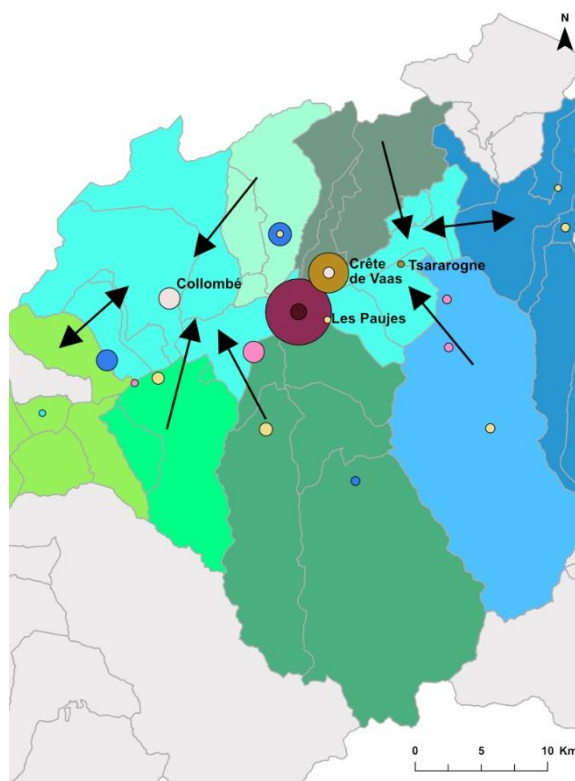 N
Collombé
Crête
de Vaas
Tsararogne
Les Paujes
0 5 10 Km